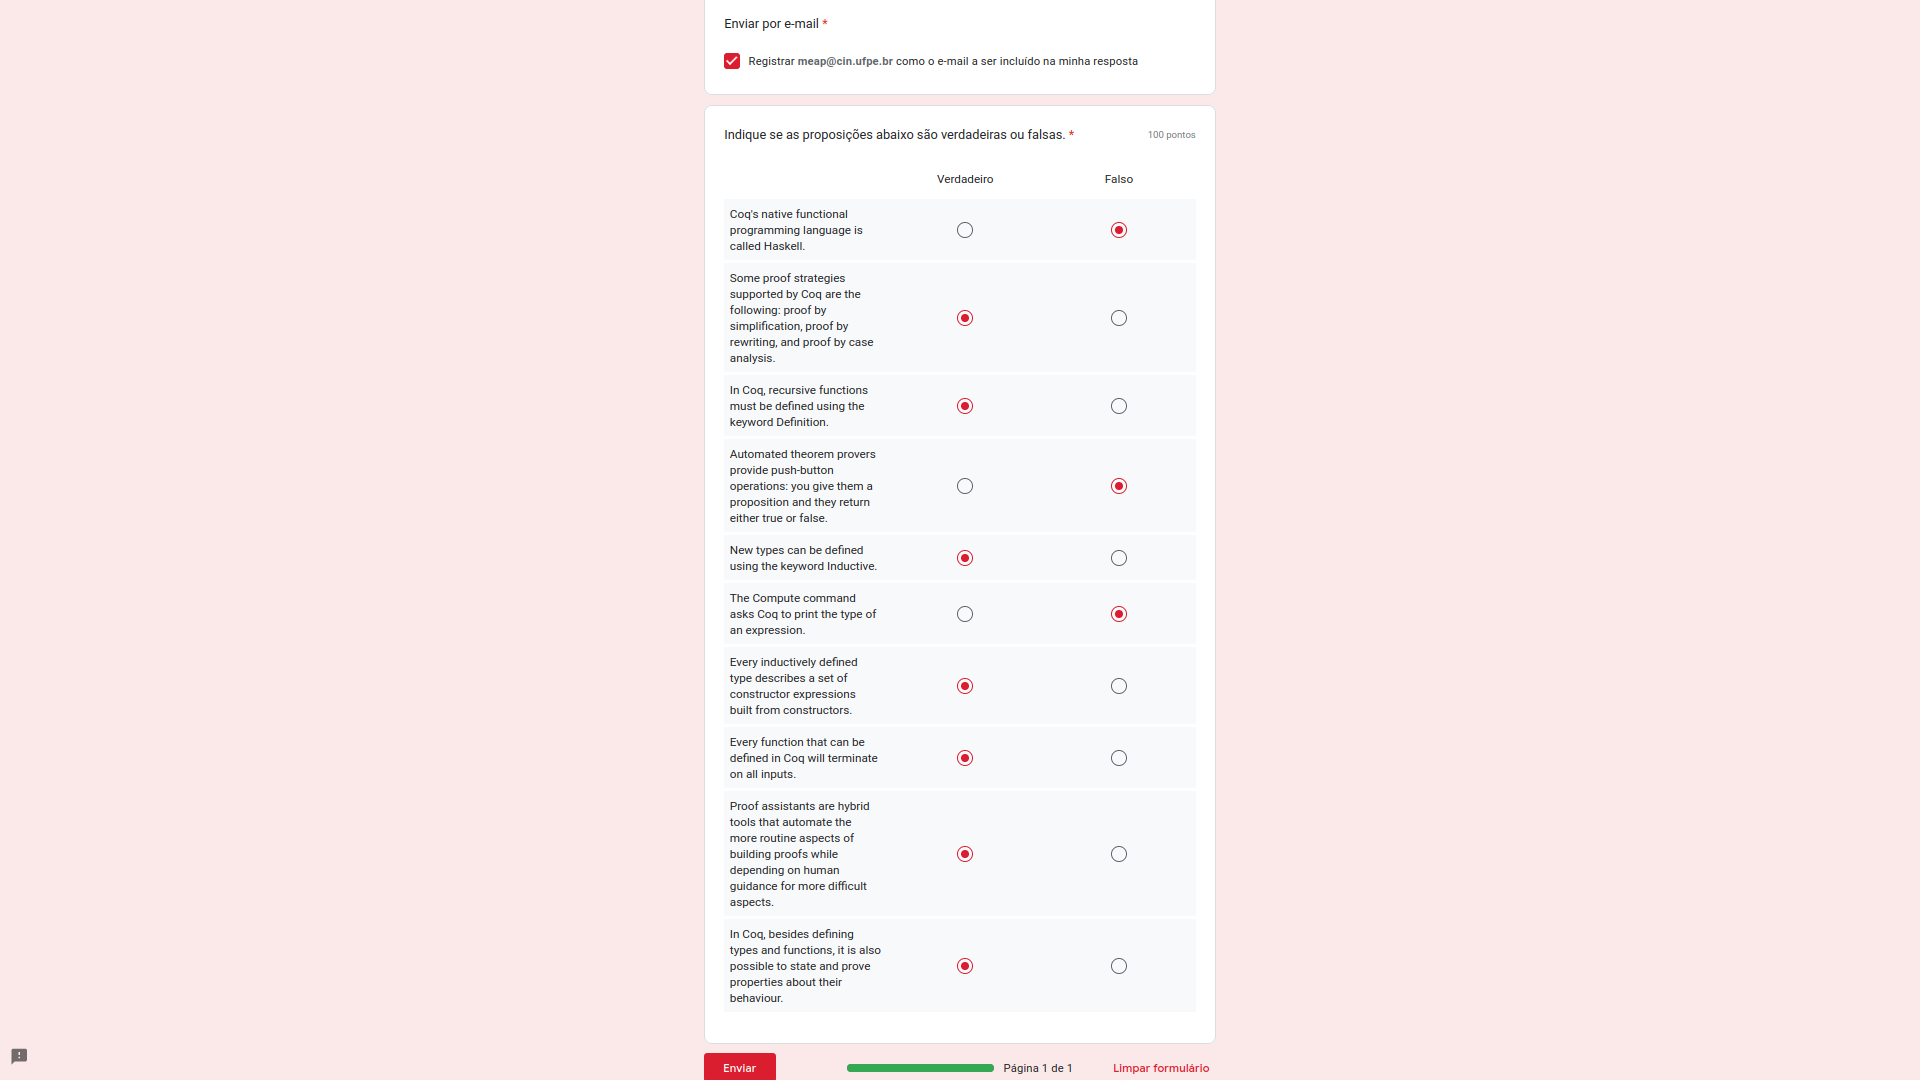 Enviar por e-mail *
Registrar meap@cin.ufpe.br como o e-mail a ser incluído na minha resposta
Indique se as proposições abaixo são verdadeiras ou falsas. *
100 pontos
Verdadeiro Falso
Coq's native functional
programming language is
called Haskell.
Some proof strategies
supported by Coq are the
following: proof by
simplification, proof by
rewriting, and proof by case
analysis.
In Coq, recursive functions
must be defined using the
keyword Definition.
Automated theorem provers
provide push-button
operations: you give them a
proposition and they return
either true or false.
New types can be defined
using the keyword Inductive.
The Compute command
asks Coq to print the type of
an expression.
Every inductively defined
type describes a set of
constructor expressions
built from constructors.
Every function that can be
defined in Coq will terminate
on all inputs.
Proof assistants are hybrid
tools that automate the
more routine aspects of
building proofs while
depending on human
guidance for more difficult
aspects.
In Coq, besides defining
types and functions, it is also
possible to state and prove
properties about their
behaviour.
Enviar
Página 1 de 1
Limpar formulário